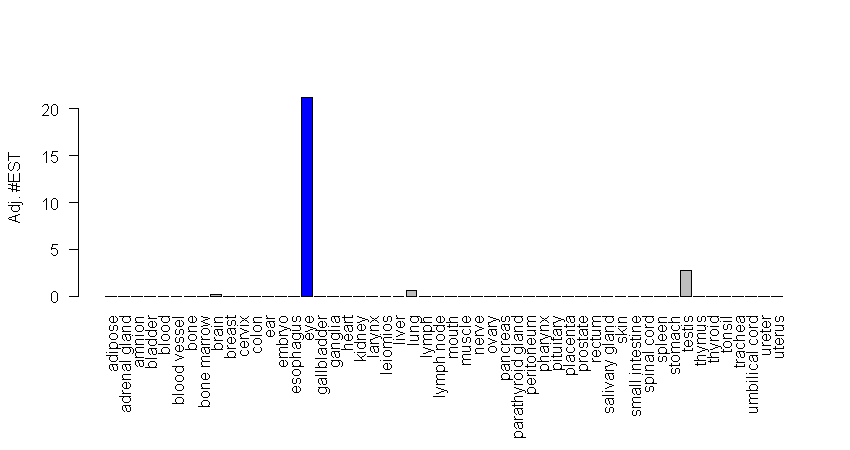 Adj. #EST
20
15
10
5
0
adipose
adrenal gland
amnion
bladder
blood
blood vessel
bone
bone marrow
brain
breast
cervix
colon
ear
embryo
esophagus
eye
gallbladder
ganglia
heart
kidney
larynx
leiomios
liver
lung
lymph
lymph node
mouth
muscle
nerve
ovary
pancreas
parathyroid gland
peritoneum
pharynx
pituitary
placenta
prostate
rectum
salivary gland
skin
small intestine
spinal cord
spleen
stomach
testis
thymus
thyroid
tonsil
trachea
umbilical cord
ureter
uterus